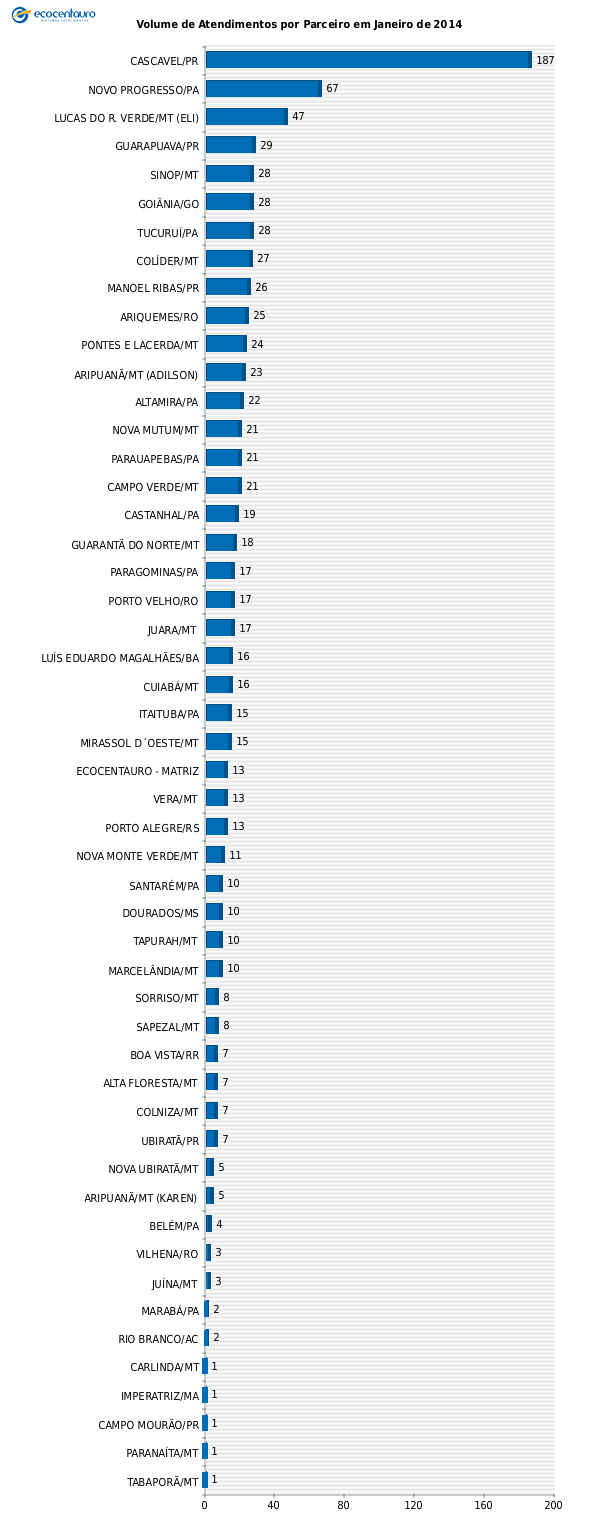 ecocentauro
Volume de Atendimentos por Parceiro em Janeiro de 2014
CASCAVEL/PR 187
NOVO PROGRESSO/PA 67
LUCAS DO R. VERDE/MT (ELI) 47
GUARAPUAVA/PR 29
SINOP/MT 28
GOIÂNIA/GO 28
TUCURUÍ/PA 28
COLÍDER/MT 27
MANOEL RIBAS/PR 26
ARIQUEMES/RO 25
PONTES E LACERDA/MT 24
ARIPUANÃ/MT (ADILSON) 23
ALTAMIRA/PA 22
NOVA MUTUM/MT 21
PARAUAPEBAS/PA 21
CAMPO VERDE/MT 21
CASTANHAL/PA 19
GUARANTÃ DO NORTE/MT 18
PARAGOMINAS/PA 17
PORTO VELHO/RO 17
JUARA/MT 17
LUÍS EDUARDO MAGALHÃES/BA 16
CUIABÁ/MT 16
ITAITUBA/PA 15
MIRASSOL D´OESTE/MT 15
ECOCENTAURO - MATRIZ 13
VERA/MT 13
PORTO ALEGRE/RS 13
NOVA MONTE VERDE/MT 11
SANTARÉM/PA 10
DOURADOS/MS 10
TAPURAH/MT 10
MARCELÂNDIA/MT 10
SORRISO/MT 8
SAPEZAL/MT 8
BOA VISTA/RR 7
ALTA FLORESTA/MT 7
COLNIZA/MT 7
UBIRATÃ/PR 7
NOVA UBIRATÃ/MT 5
ARIPUANÃ/MT (KAREN) 5
BELÉM/PA 4
VILHENA/RO 3
JUÍNA/MT 3
MARABÁ/PA 2
RIO BRANCO/AC 2
CARLINDA/MT 1
IMPERATRIZ/MA 1
CAMPO MOURÃO/PR 1
PARANAÍTA/MT 1
TABAPORÃ/MT 1
0 40 80 120 160 200